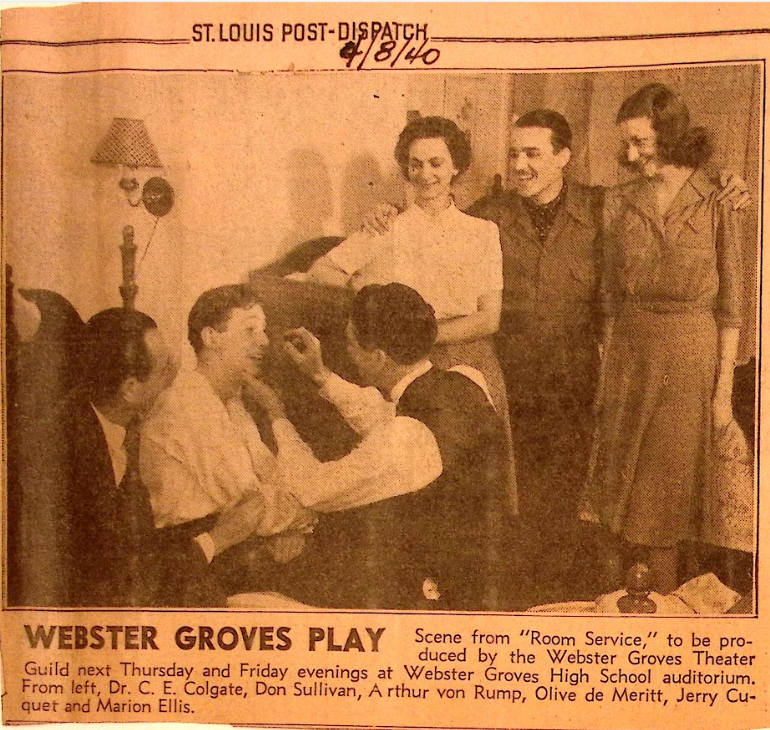 ST. LOUIS POST-DISPATCH
4/8/40
WEBSTER GROVES PLAY
Scene from "Room Service," to be pro-
duced by the Webster Groves Theater
Guild next Thursday and Friday evenings at Webster Groves High School auditorium.
From left, Dr. C. E. Colgate, Don Sullivan, Arthur von Rump, Olive de Meritt, Jerry Cu-
quet and Marion Ellis.